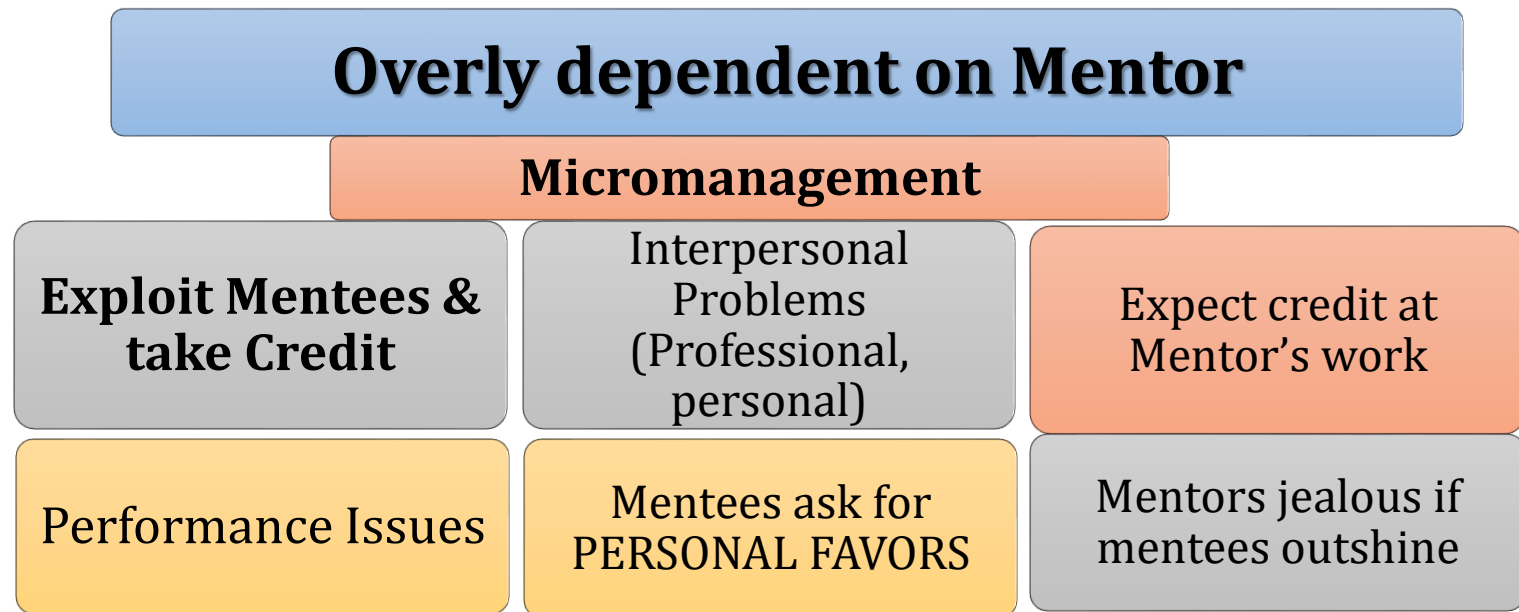 Overly dependent on Mentor
Micromanagement
Exploit Mentees &
take Credit
Interpersonal
Problems
(Professional,
personal)
Expect credit at
Mentor’s work
Performance Issues
Mentees ask for
PERSONAL FAVORS
Mentors jealous if
mentees outshine